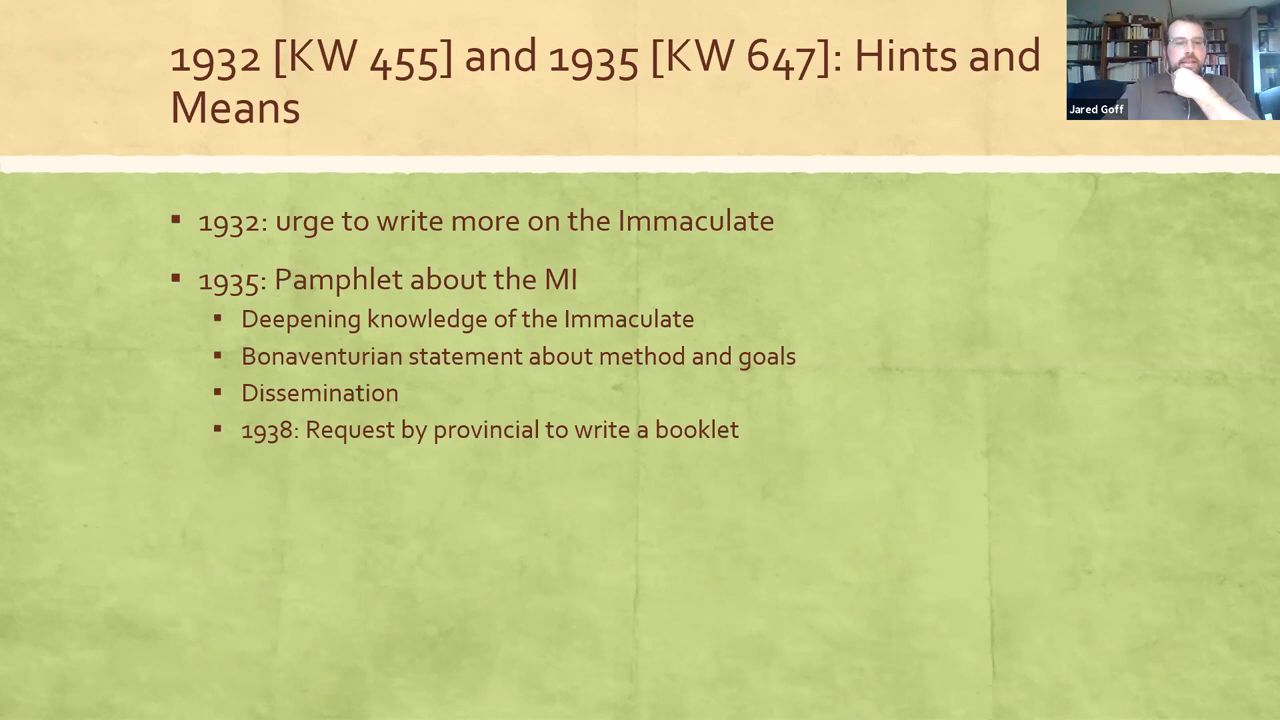 1932 [KW 455] and 1935 [KW 647]: Hints and
Means
Jared Goff
▪ 1932: urge to write more on the Immaculate
▪ 1935: Pamphlet about the MI
▪ Deepening knowledge of the Immaculate
▪ Bonaventurian statement about method and goals
▪ Dissemination
▪ 1938: Request by provincial to write a booklet